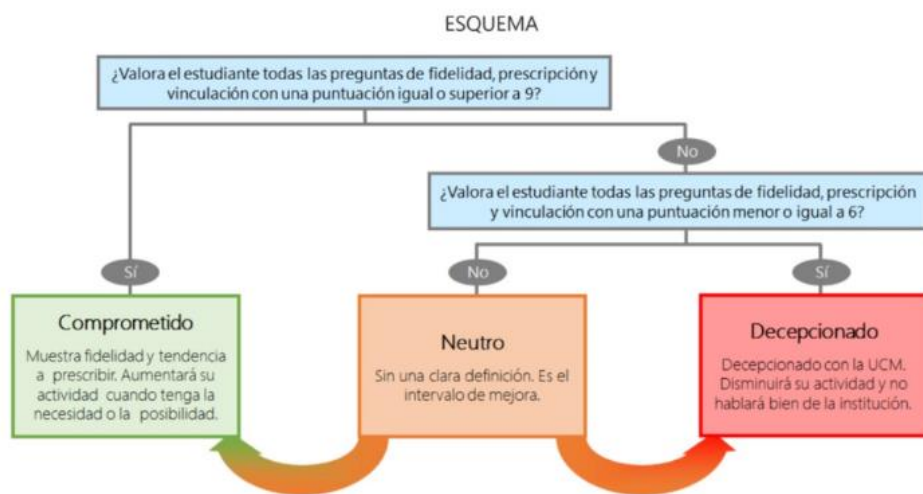 ESQUEMA
¿Valora el estudiante todas las preguntas de fidelidad, prescripción y
vinculación con una puntuación igual o superior a 9?
No
¿Valora el estudiante todas las preguntas de fidelidad, prescripción
y vinculación con una puntuación menor o igual a 6?
Sí
No
Sí
Comprometido
Muestra fidelidad y tendencia
a prescribir. Aumentará su
actividad cuando tenga la
necesidad o la posibilidad.
Neutro
Sin una clara definición. Es el
intervalo de mejora.
Decepcionado
Decepcionado con la UCM.
Disminuirá su actividad y no
hablará bien de la institución.